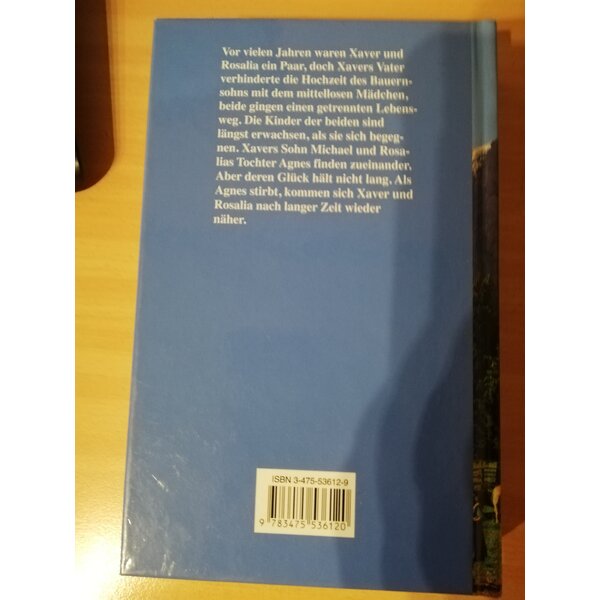 Vor vielen Jahren waren Xaver und
Rosalia ein Paar, doch Xavers Vater
verhinderte die Hochzeit des Bauern-
sohns mit dem mittellosen Mädchen,
beide gingen einen getrennten Lebens-
weg. Die Kinder der beiden sind
längst erwachsen, als sie sich begeg-
nen. Xavers Sohn Michael und Rosa-
lias Tochter Agnes finden zueinander.
Aber deren Glück hält nicht lang. Als
Agnes stirbt, kommen sich Xaver und
Rosalia nach langer Zeit wieder
näher.
ISBN 3-475-53612-9
9 783475 536120